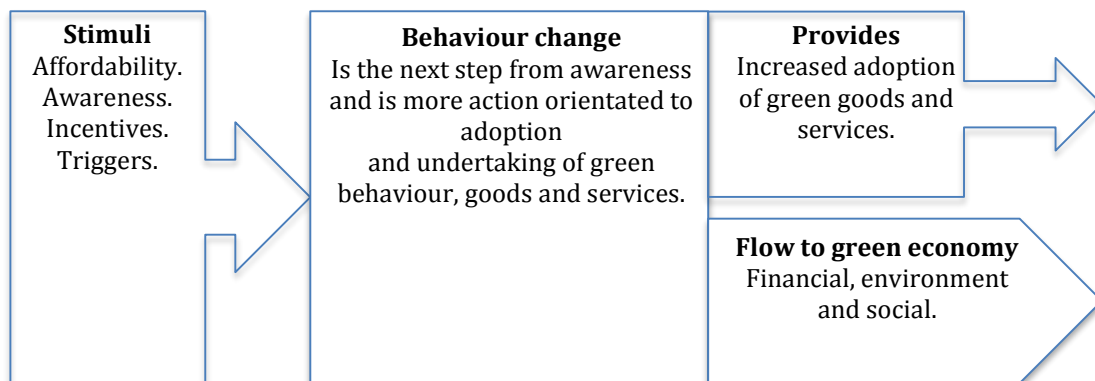 Stimuli
Affordability.
Awareness.
Incentives.
Triggers.
Behaviour change
Is the next step from awareness
and is more action orientated to
adoption
and undertaking of green
behaviour, goods and services.
Provides
Increased adoption
of green goods and
services.
Flow to green economy
Financial, environment
and social.